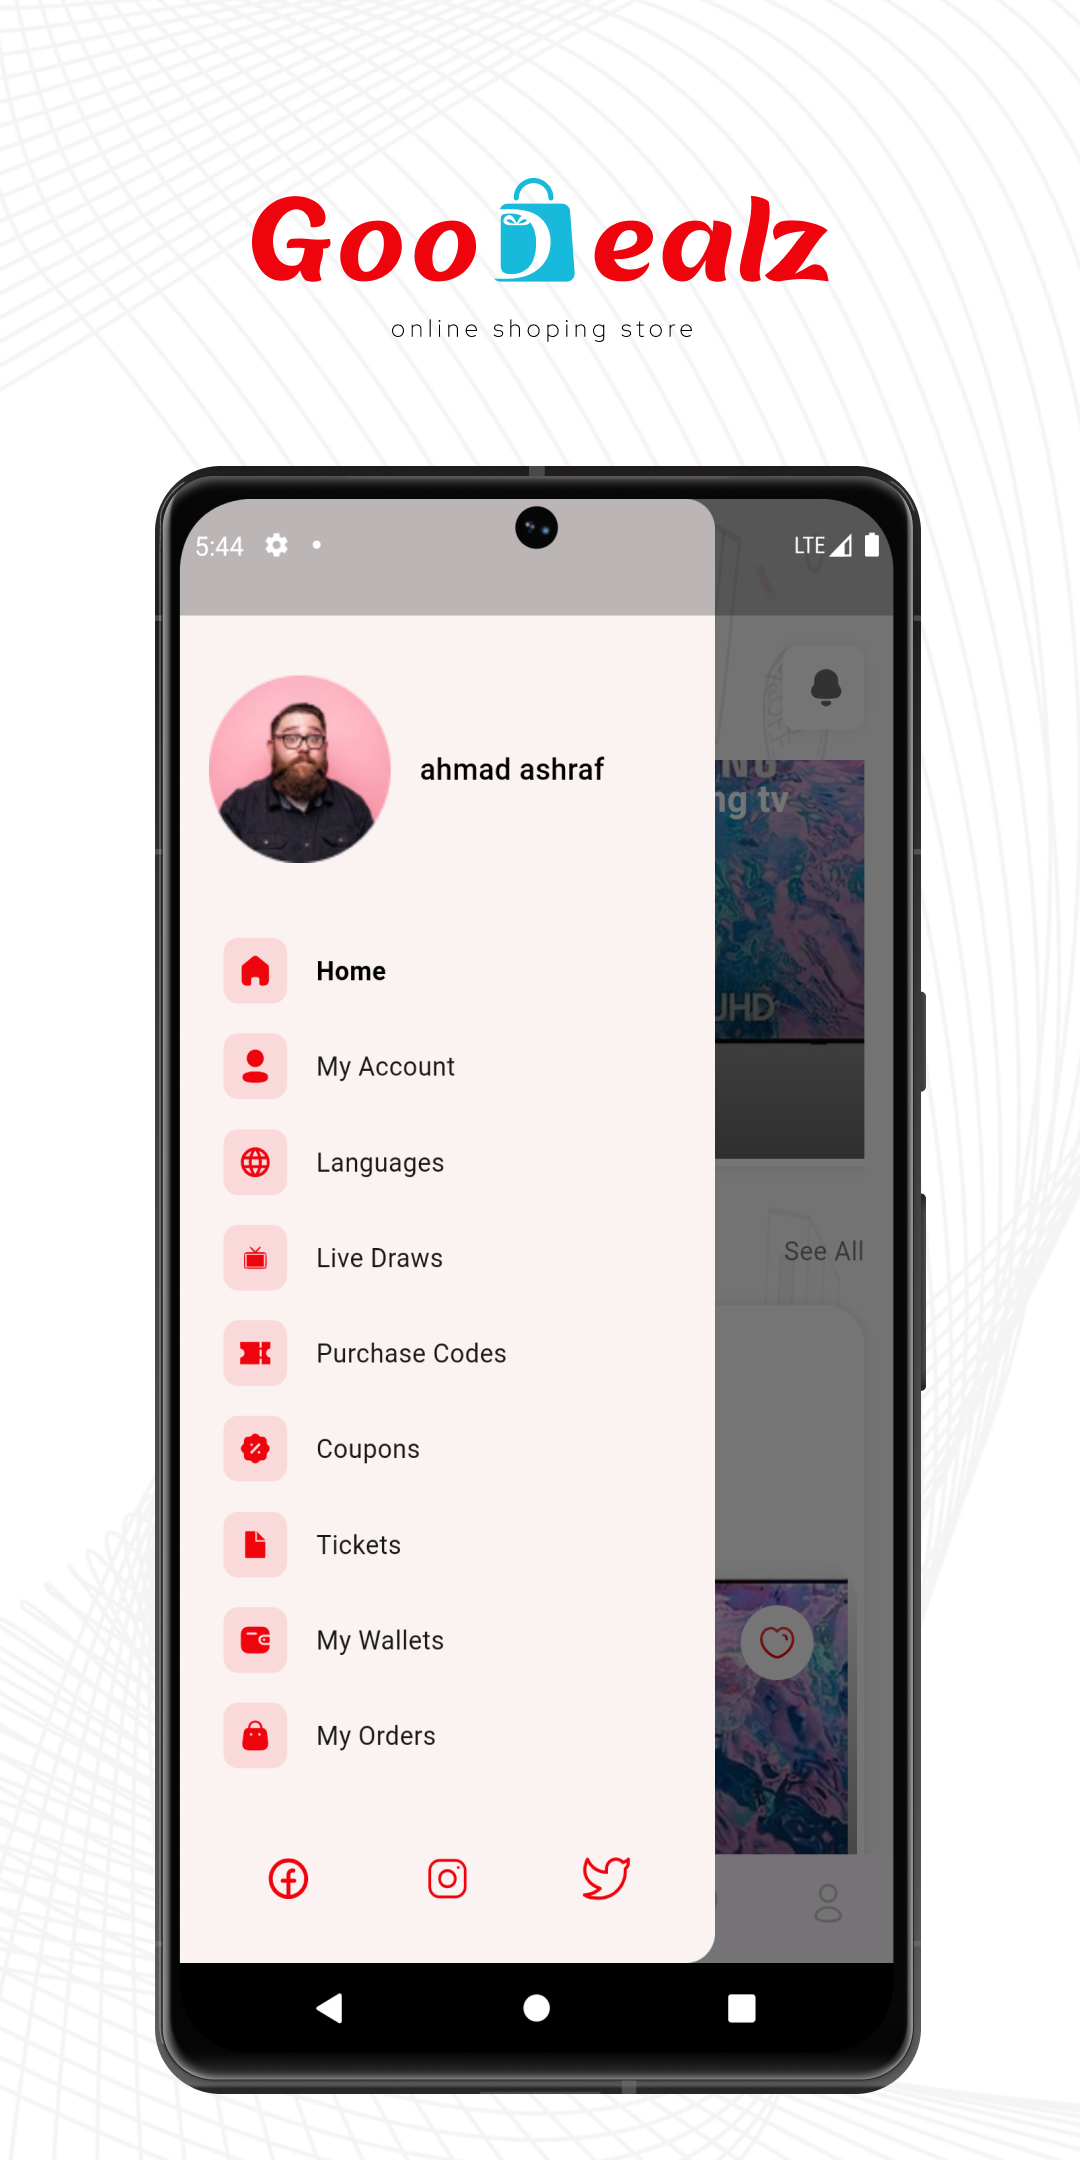 GooDealz
online shoping store
5:44
LTE
ahmad ashraf
ng tv
UHD
Home
My Account
Languages
See All
Live Draws
Purchase Codes
Coupons
Tickets
My Wallets
My Orders